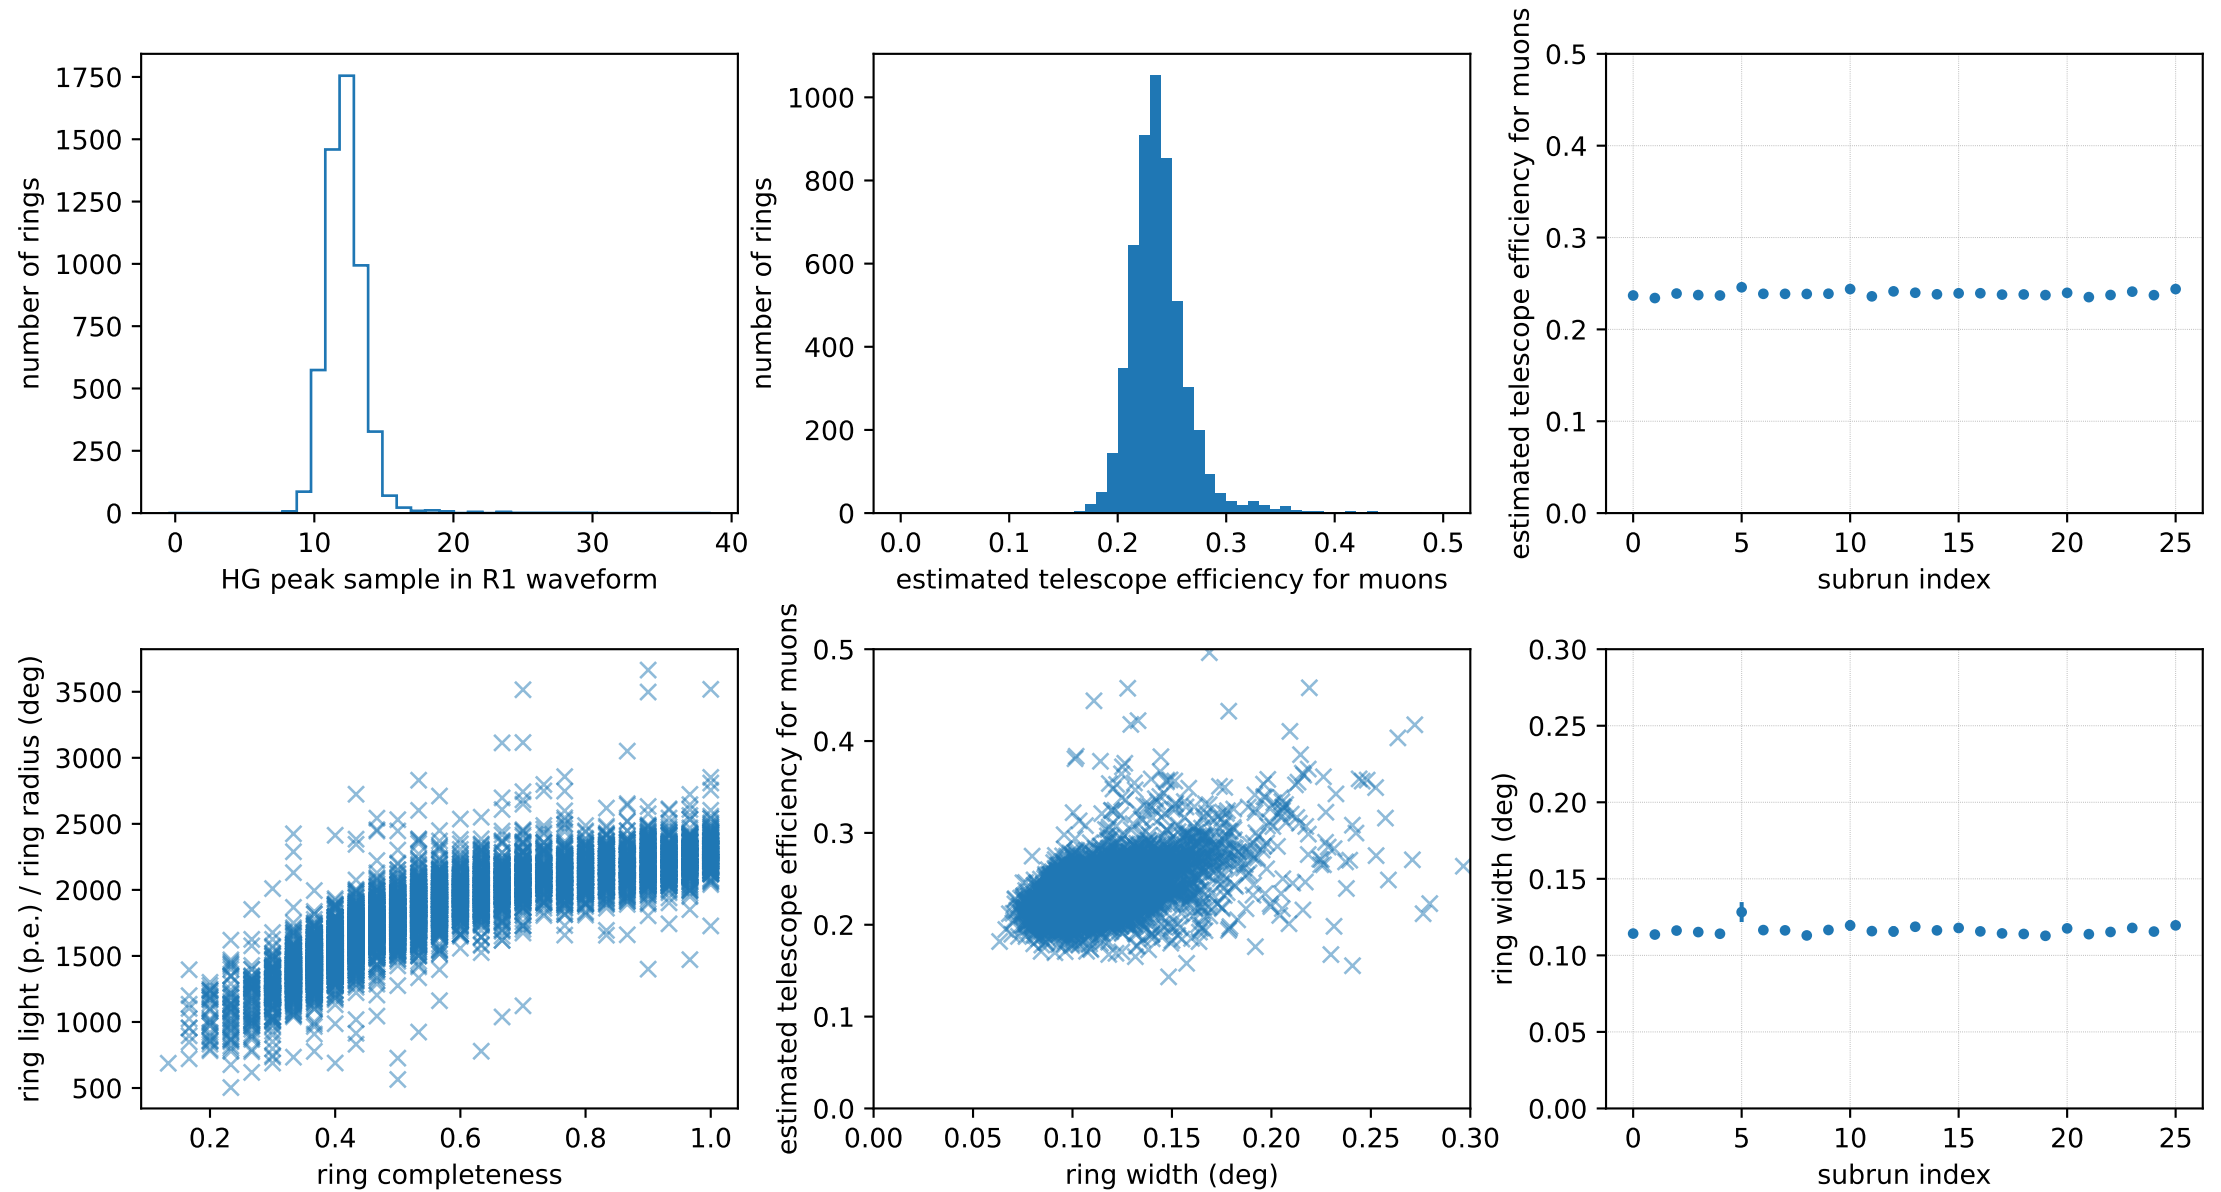 number of rings
1750
1500
1250
1000
750
500
250
0
0 10 20 30 40
HG peak sample in R1 waveform
number of rings
1000
800
600
400
200
0
0.0 0.1 0.2 0.3 0.4 0.5
estimated telescope efficiency for muons
estimated telescope efficiency for muons
0.5
0.4
0.3
0.2
0.1
0.0
0 5 10 15 20 25
subrun index
ring light (p.e.) / ring radius (deg)
3500
3000
2500
2000
1500
1000
500
0.2 0.4 0.6 0.8 1.0
ring completeness
estimated telescope efficiency for muons
0.5
0.4
0.3
0.2
0.1
0.0
0.00 0.05 0.10 0.15 0.20 0.25 0.30
ring width (deg)
ring width (deg)
0.30
0.25
0.20
0.15
0.10
0.05
0.00
0 5 10 15 20 25
subrun index